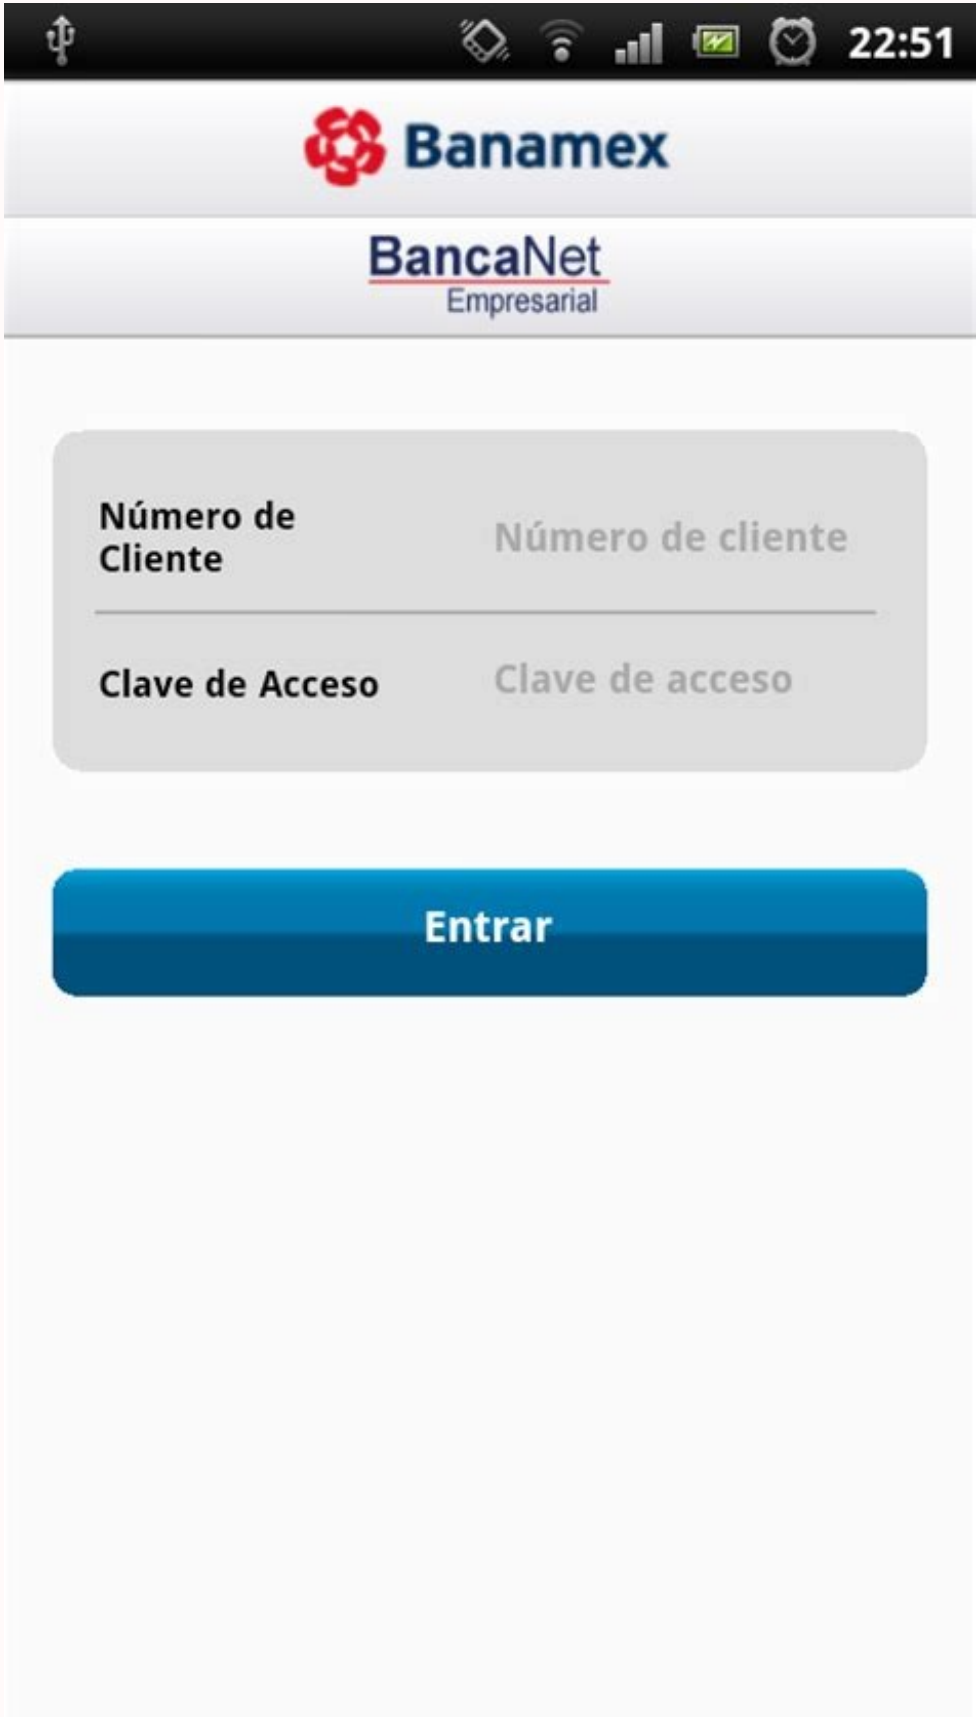 22:51
Banamex
BancaNet
Empresarial
Número de
Cliente
Número de cliente
Clave de Acceso
Clave de acceso
Entrar